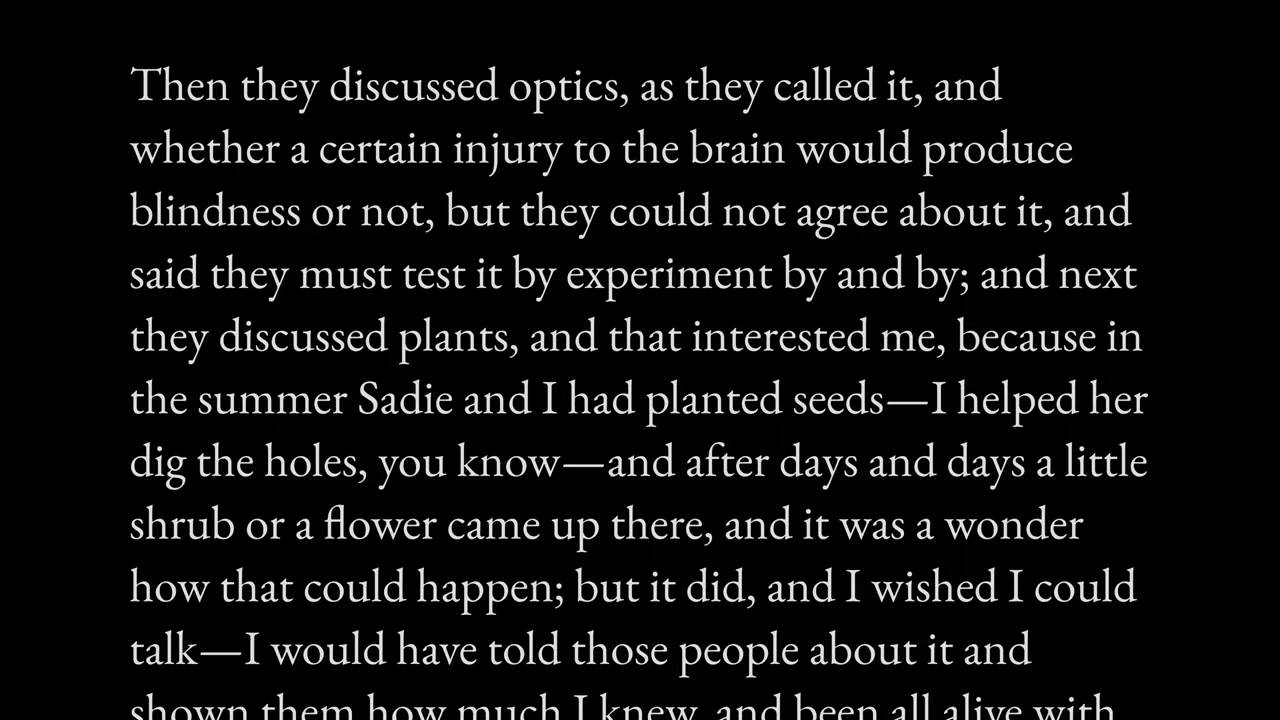 Then they discussed optics, as they called it, and
whether a certain injury to the brain would produce
blindness or not, but they could not agree about it, and
said they must test it by experiment by and by; and next
they discussed plants, and that interested me, because in
the summer Sadie and I had planted seeds—I helped her
dig the holes, you know—and after days and days a little
shrub or a flower came up there, and it was a wonder
how that could happen; but it did, and I wished I could
talk—I would have told those people about it and
shown them how much I knew, and been all alive with